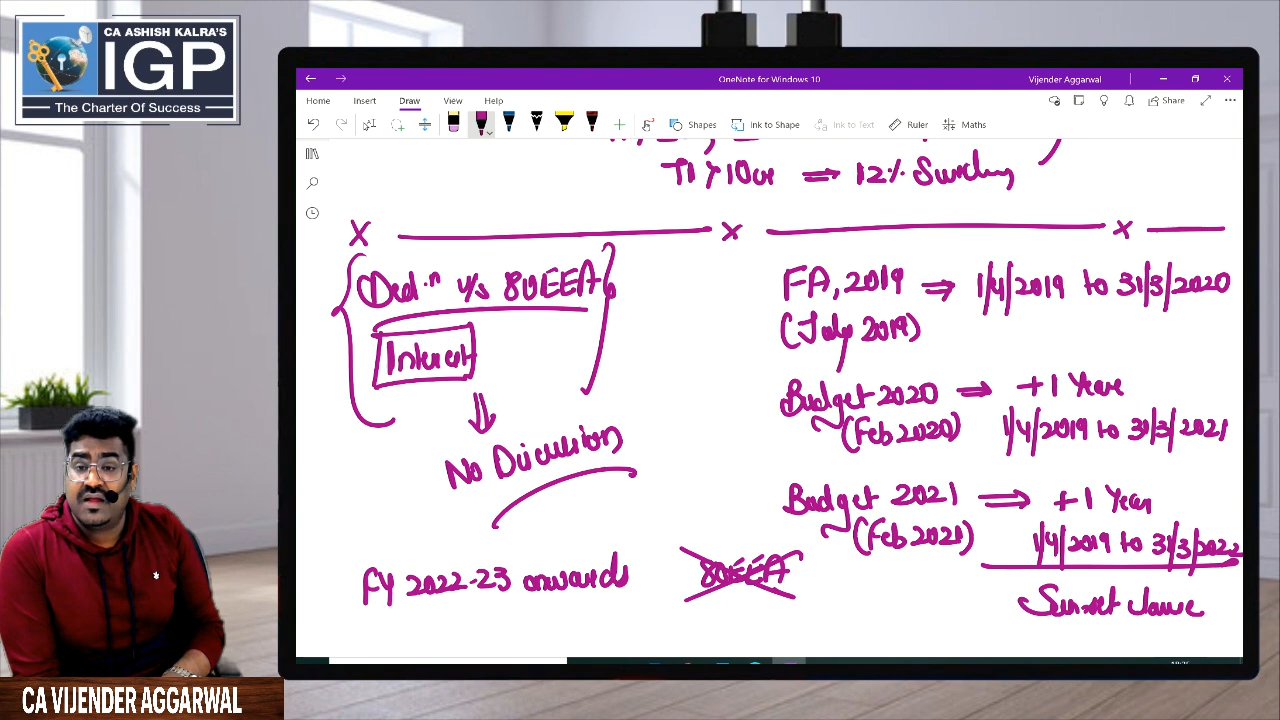 CA ASHISH KALRA'S
IGP
The Charter Of Success
OneNote for Windows 10
Vijender Aggarwal
Home Insert Draw View Help
Share
Shapes Ink to Shape Ink to Text Ruler Maths
TI > 10cr ⇒ 12% Surcharg
X X X
Ded.n u/s 80EEA
Interest
⇓
No Discussion
FY 2022-23 onwards
80EEA
FA, 2019 ⇒ 1/4/2019 to 31/3/2020
(July 2019)
Budget 2020 ⇒ +1 Year
(Feb 2020) 1/4/2019 to 31/3/2021
Budget 2021 ⇒ +1 Year
(Feb 2021) 1/4/2019 to 31/3/2022
Sunset clause
CA VIJENDER AGGARWAL